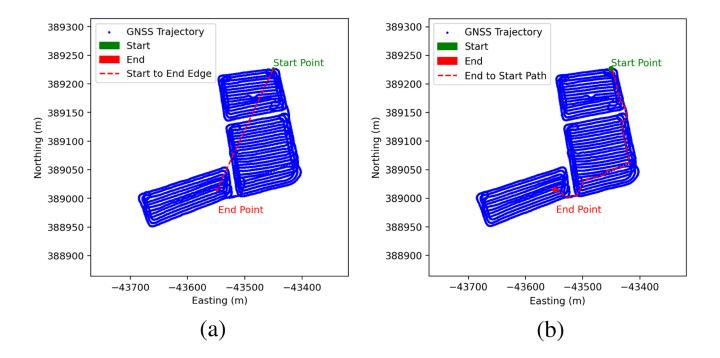 389300
389250
389200
389150
389100
389050
389000
388950
388900
Northing (m)
GNSS Trajectory
Start
End
Start to End Edge
Start Point
End Point
−43700 −43600 −43500 −43400
Easting (m)
(a)
389300
389250
389200
389150
389100
389050
389000
388950
388900
Northing (m)
GNSS Trajectory
Start
End
End to Start Path
Start Point
End Point
−43700 −43600 −43500 −43400
Easting (m)
(b)